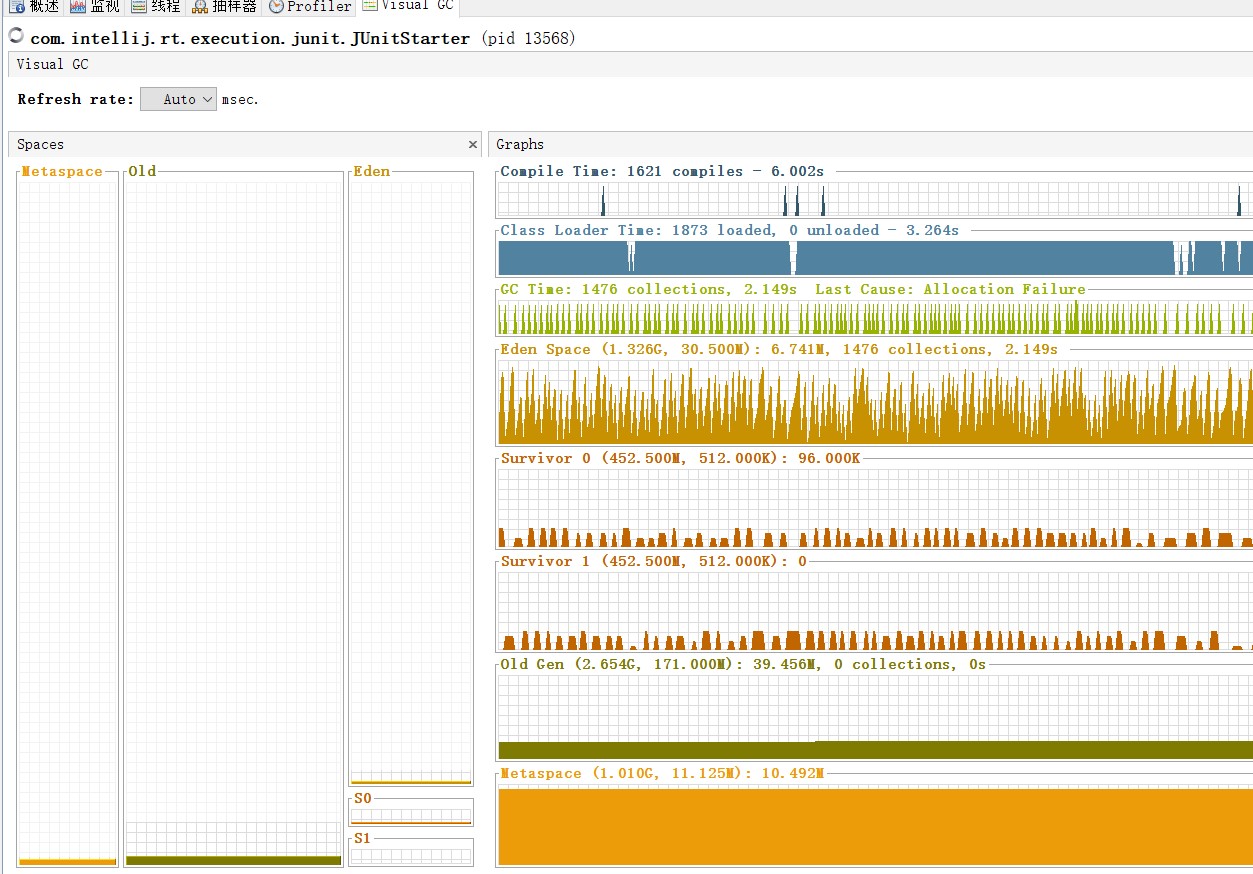 概述 监视 线程 抽样器 Profiler Visual GC
com.intellij.rt.execution.junit.JUnitStarter (pid 13568)
Visual GC
Refresh rate: Auto msec.
Spaces
Metaspace
Old
Eden
S0
S1
Graphs
Compile Time: 1621 compiles - 6.002s
Class Loader Time: 1873 loaded, 0 unloaded - 3.264s
GC Time: 1476 collections, 2.149s Last Cause: Allocation Failure
Eden Space (1.326G, 30.500M): 6.741M, 1476 collections, 2.149s
Survivor 0 (452.500M, 512.000K): 96.000K
Survivor 1 (452.500M, 512.000K): 0
Old Gen (2.654G, 171.000M): 39.456M, 0 collections, 0s
Metaspace (1.010G, 11.125M): 10.492M